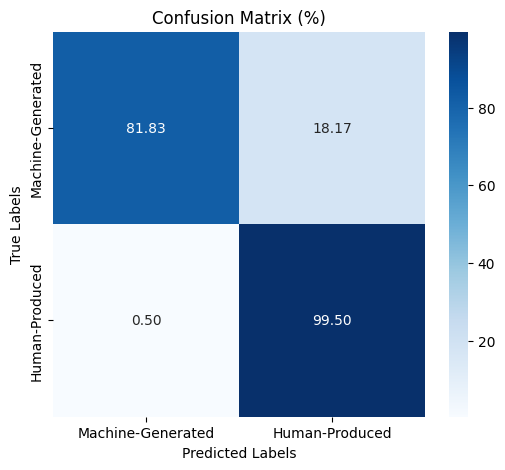 Confusion Matrix (%)
True Labels
Machine-Generated
Human-Produced
81.83
18.17
0.50
99.50
Machine-Generated
Human-Produced
Predicted Labels
80
60
40
20